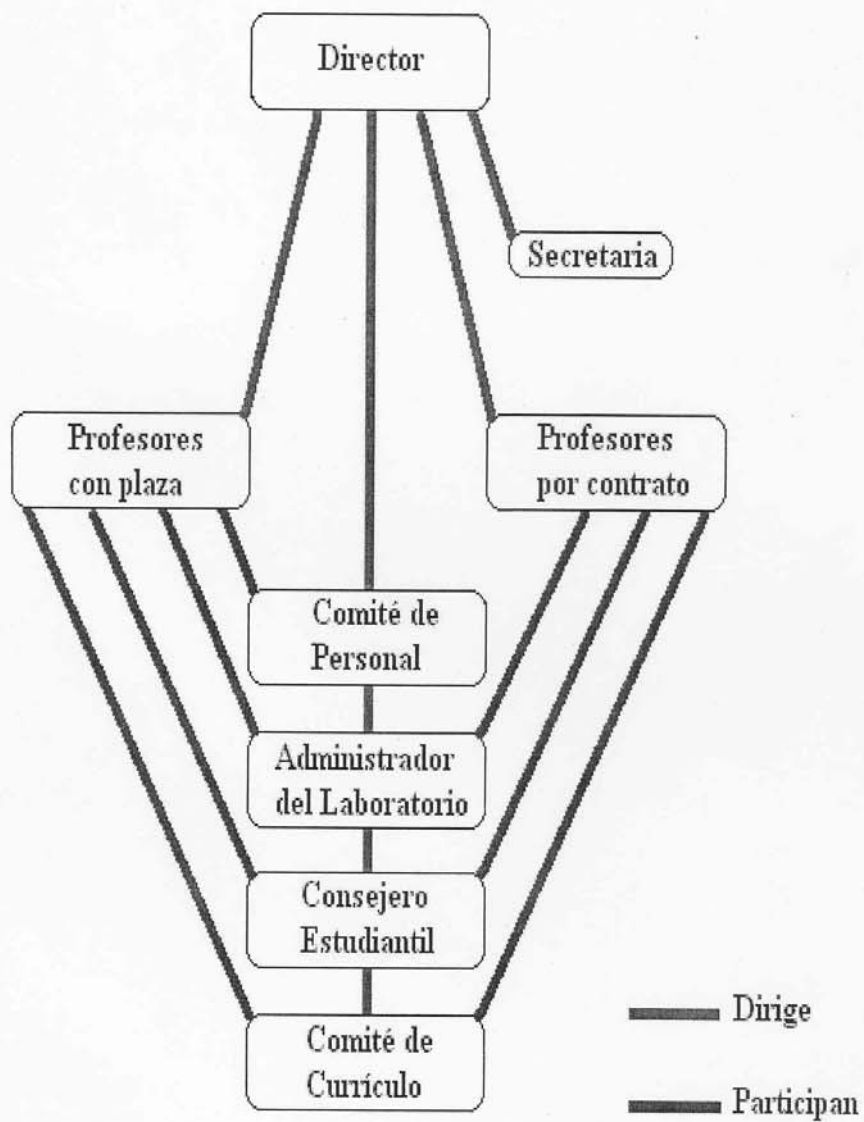 Director
Secretaria
Profesores
con plaza
Profesores
por contrato
Comité de
Personal
Administrador
del Laboratorio
Consejero
Estudiantil
Comité de
Currículo
Dirige
Participan